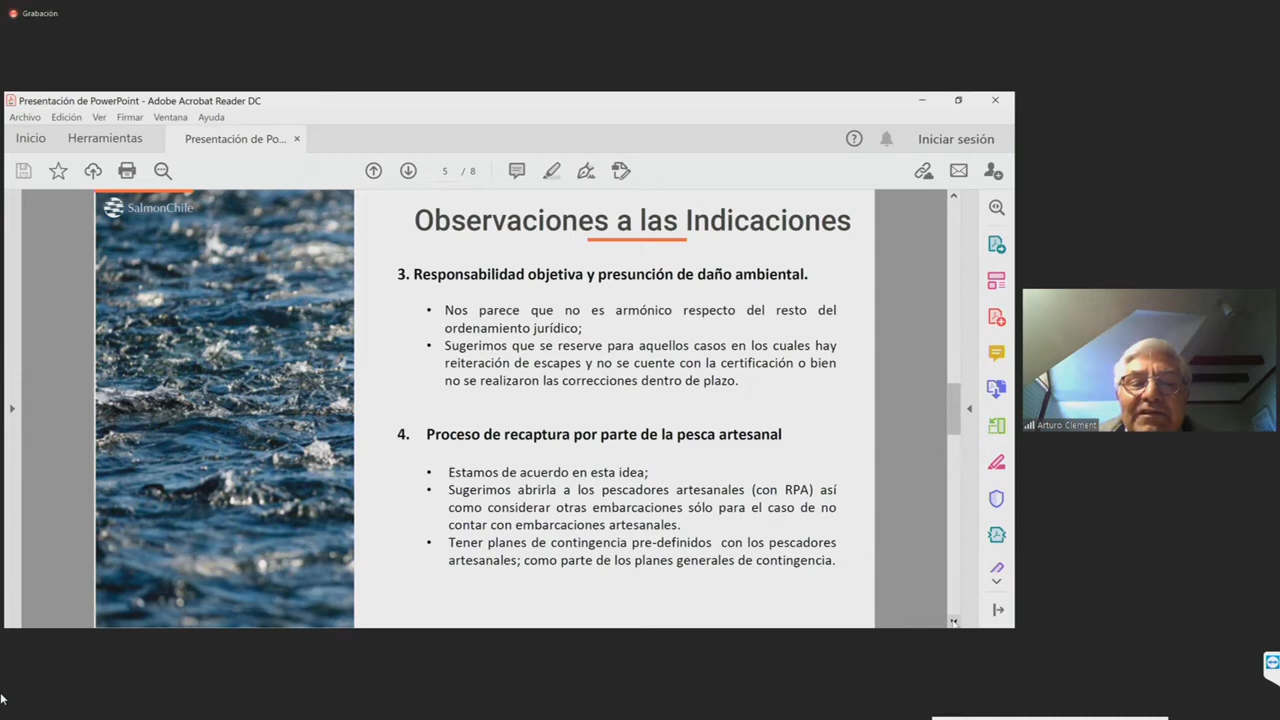 Grabación
Presentación de PowerPoint - Adobe Acrobat Reader DC
Archivo Edición Ver Firmar Ventana Ayuda
Inicio Herramientas Presentación de Po... Iniciar sesión
5 / 8
SalmonChile
Observaciones a las Indicaciones
3. Responsabilidad objetiva y presunción de daño ambiental.
• Nos parece que no es armónico respecto del resto del
ordenamiento jurídico;
• Sugerimos que se reserve para aquellos casos en los cuales hay
reiteración de escapes y no se cuente con la certificación o bien
no se realizaron las correcciones dentro de plazo.
4. Proceso de recaptura por parte de la pesca artesanal
• Estamos de acuerdo en esta idea;
• Sugerimos abrirla a los pescadores artesanales (con RPA) así
como considerar otras embarcaciones sólo para el caso de no
contar con embarcaciones artesanales.
• Tener planes de contingencia pre-definidos con los pescadores
artesanales; como parte de los planes generales de contingencia.
Arturo Clement